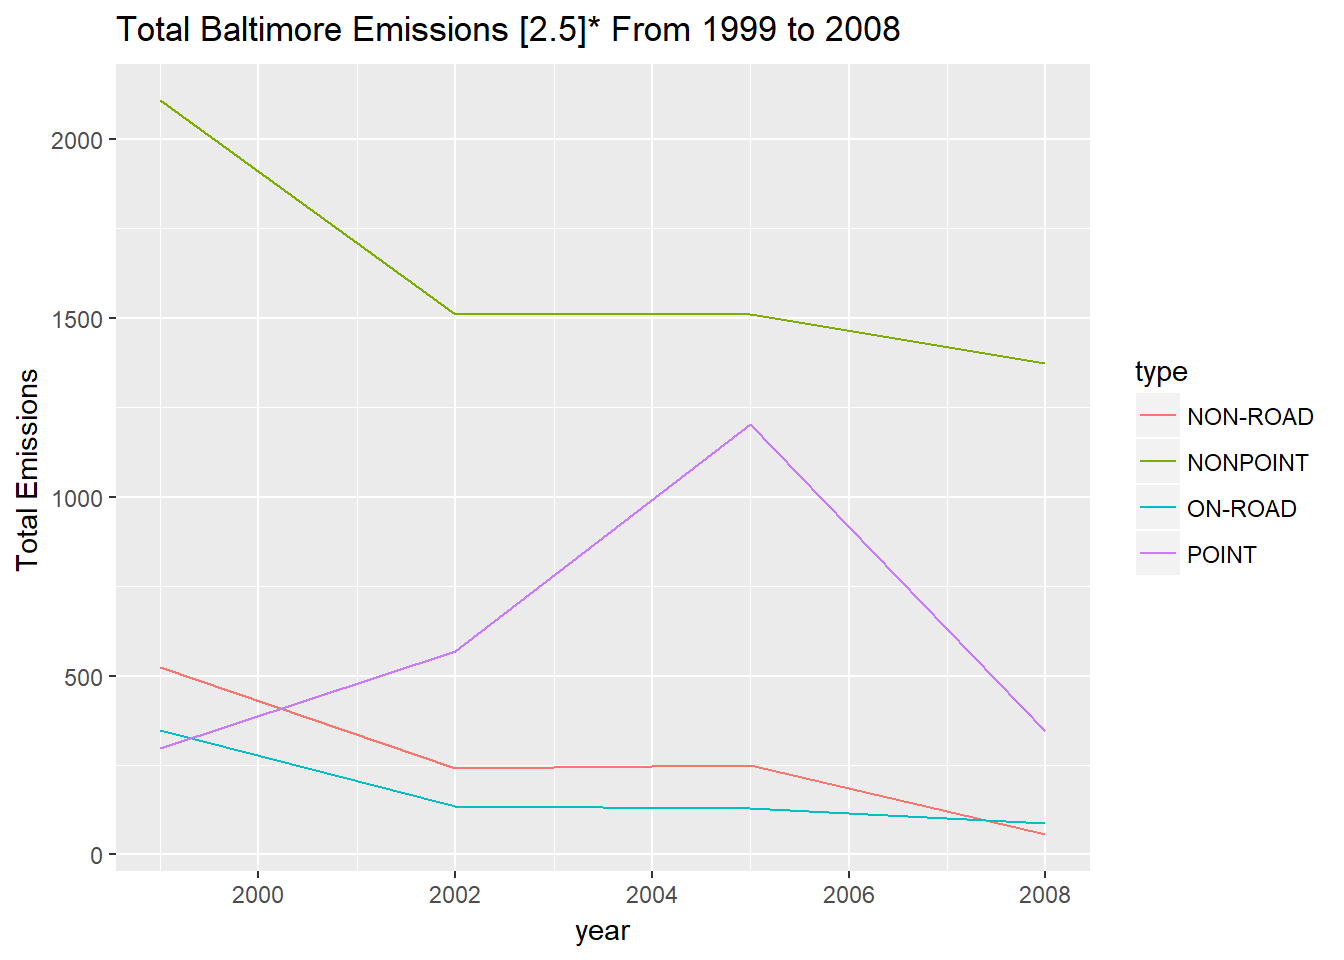 Total Baltimore Emissions [2.5]* From 1999 to 2008
Total Emissions
2000
1500
1000
500
0
2000
2002
2004
2006
2008
year
type
NON-ROAD
NONPOINT
ON-ROAD
POINT